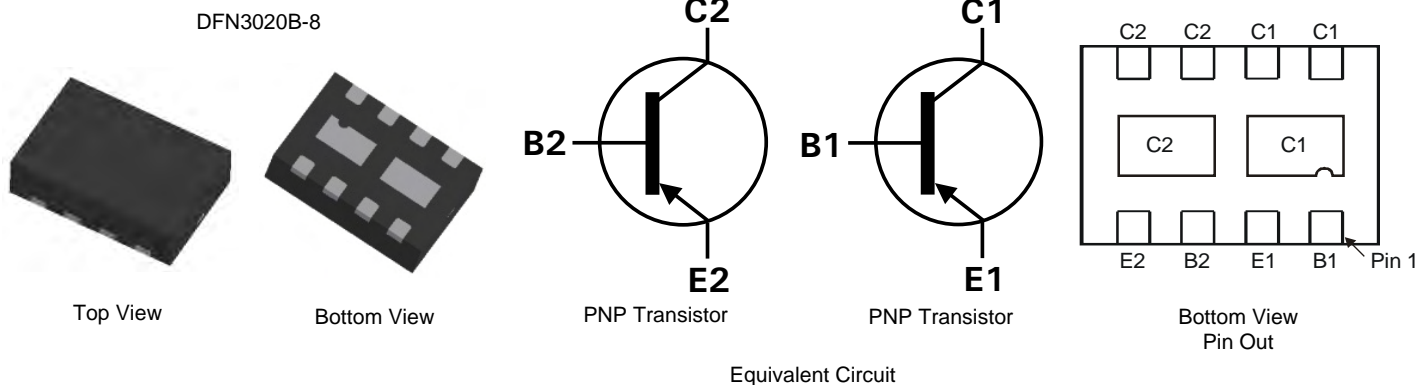 DFN3020B-8
C2
C1
B2
B1
E2
E1
C2 C2 C1 C1
C2 C1
E2 B2 E1 B1 Pin 1
Top View
Bottom View
PNP Transistor
PNP Transistor
Bottom View
Pin Out
Equivalent Circuit